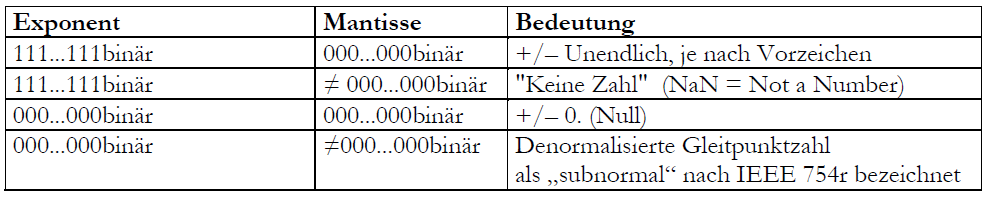 Exponent Mantisse Bedeutung
111...111binär 000...000binär +/– Unendlich, je nach Vorzeichen
111...111binär ≠ 000...000binär "Keine Zahl" (NaN = Not a Number)
000...000binär 000...000binär +/– 0. (Null)
000...000binär ≠000...000binär Denormalisierte Gleitpunktzahl
als „subnormal“ nach IEEE 754r bezeichnet